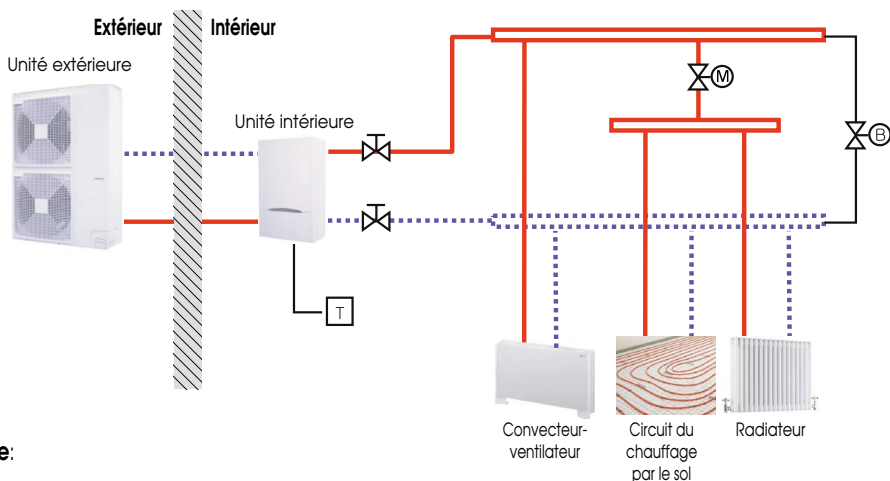 Extérieur Intérieur
Unité extérieure
Unité intérieure
M
B
T
Convecteur-
ventilateur
Circuit du
chauffage
par le sol
Radiateur
e: